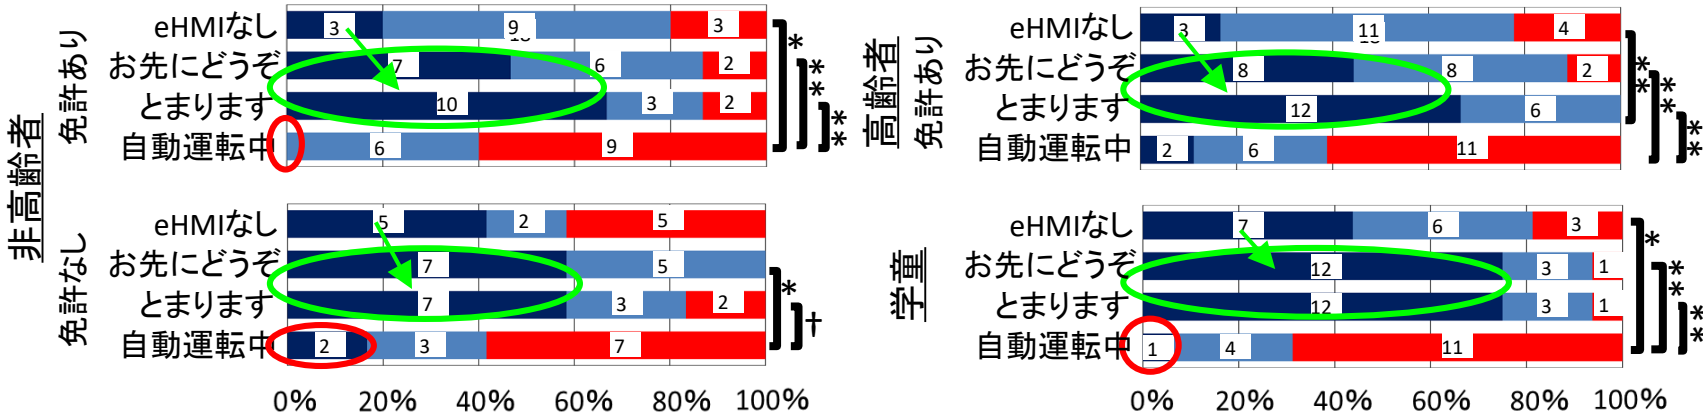 非高齢者
免許あり
eHMIなし 3 9 3
お先にどうぞ 7 6 2
とまります 10 3 2
自動運転中 6 9
*
**
**
免許なし
eHMIなし 5 2 5
お先にどうぞ 7 5
とまります 7 3 2
自動運転中 2 3 7
*
†
0% 20% 40% 60% 80% 100%
高齢者
免許あり
eHMIなし 3 11 4
お先にどうぞ 8 8 2
とまります 12 6
自動運転中 2 6 11
**
**
**
学童
eHMIなし 7 6 3
お先にどうぞ 12 3 1
とまります 12 3 1
自動運転中 1 4 11
*
**
**
0% 20% 40% 60% 80% 100%